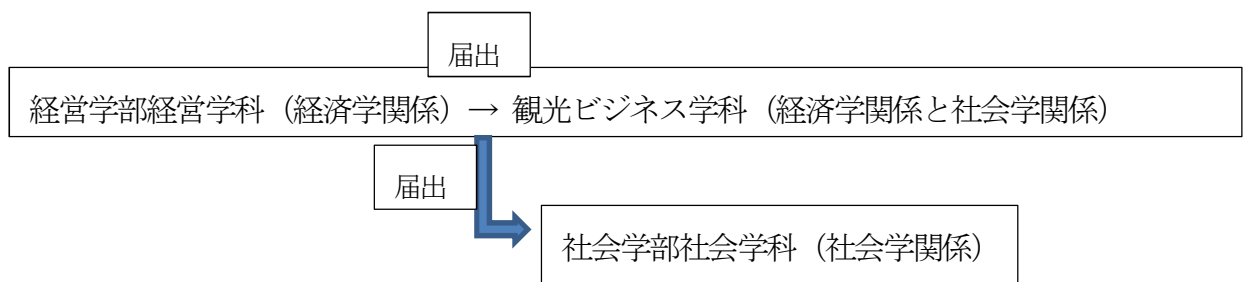 届出
経営学部経営学科（経済学関係）→ 観光ビジネス学科（経済学関係と社会学関係）
届出
社会学部社会学科（社会学関係）